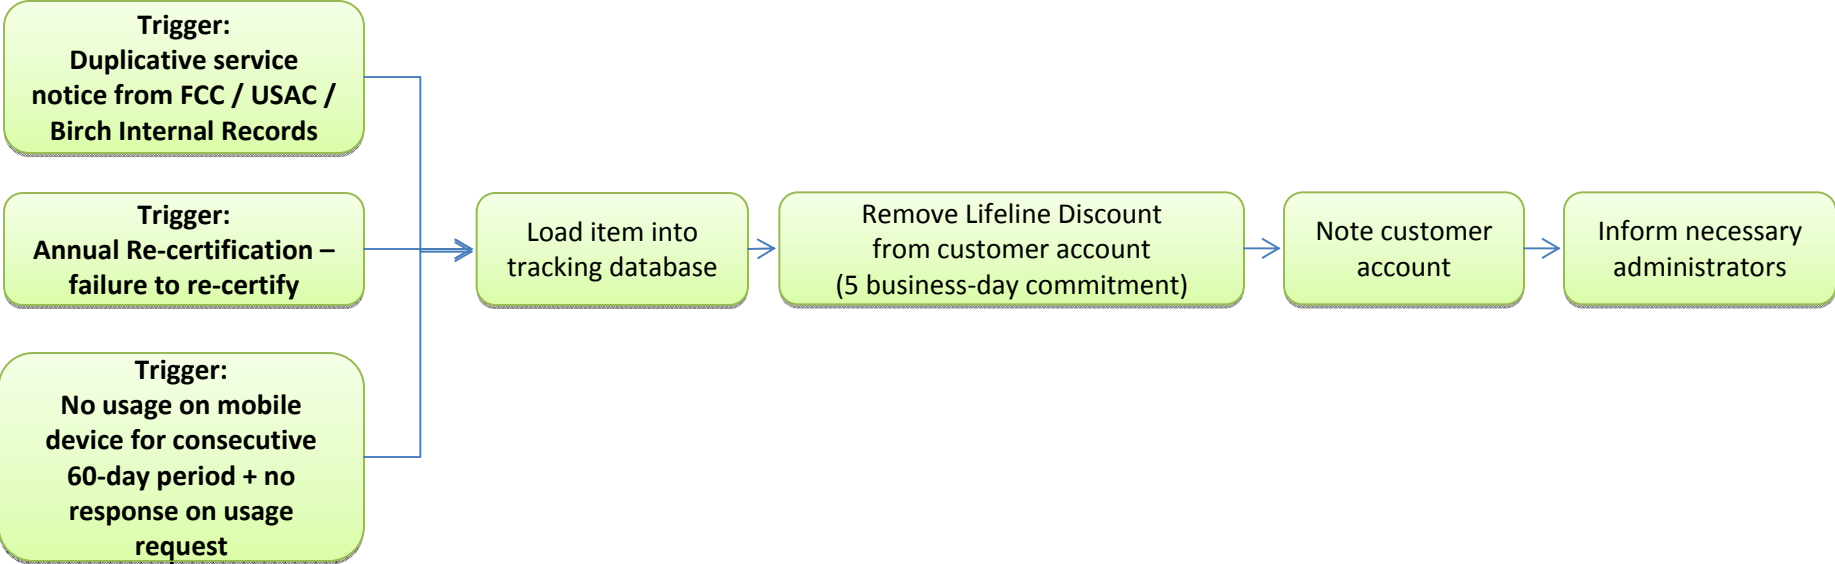 Trigger:
Duplicative service
notice from FCC / USAC /
Birch Internal Records
Trigger:
Annual Re-certification –
failure to re-certify
Trigger:
No usage on mobile
device for consecutive
60-day period + no
response on usage
request
Load item into
tracking database
Remove Lifeline Discount
from customer account
(5 business-day commitment)
Note customer
account
Inform necessary
administrators